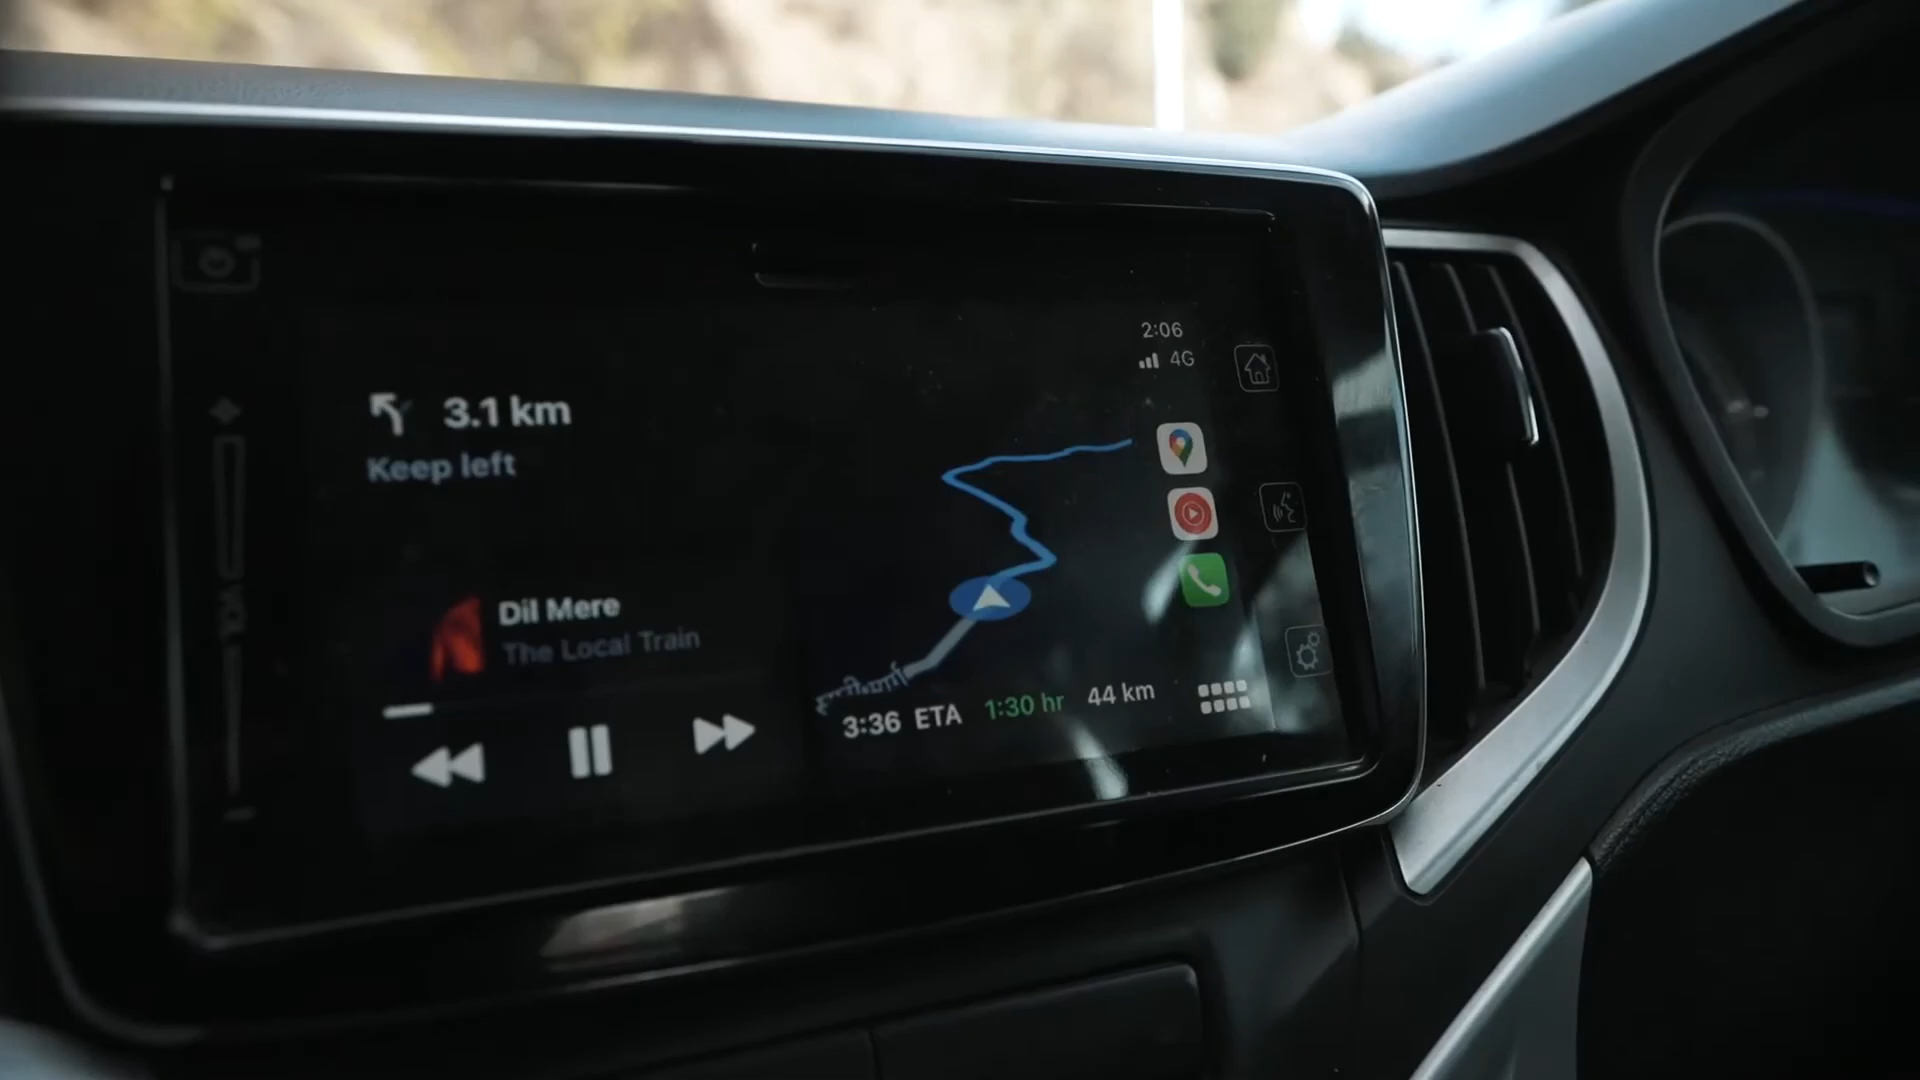 2:06
4G
3.1 km
Keep left
VOL
Dil Mere
The Local Train
3:36 ETA 1:30 hr 44 km